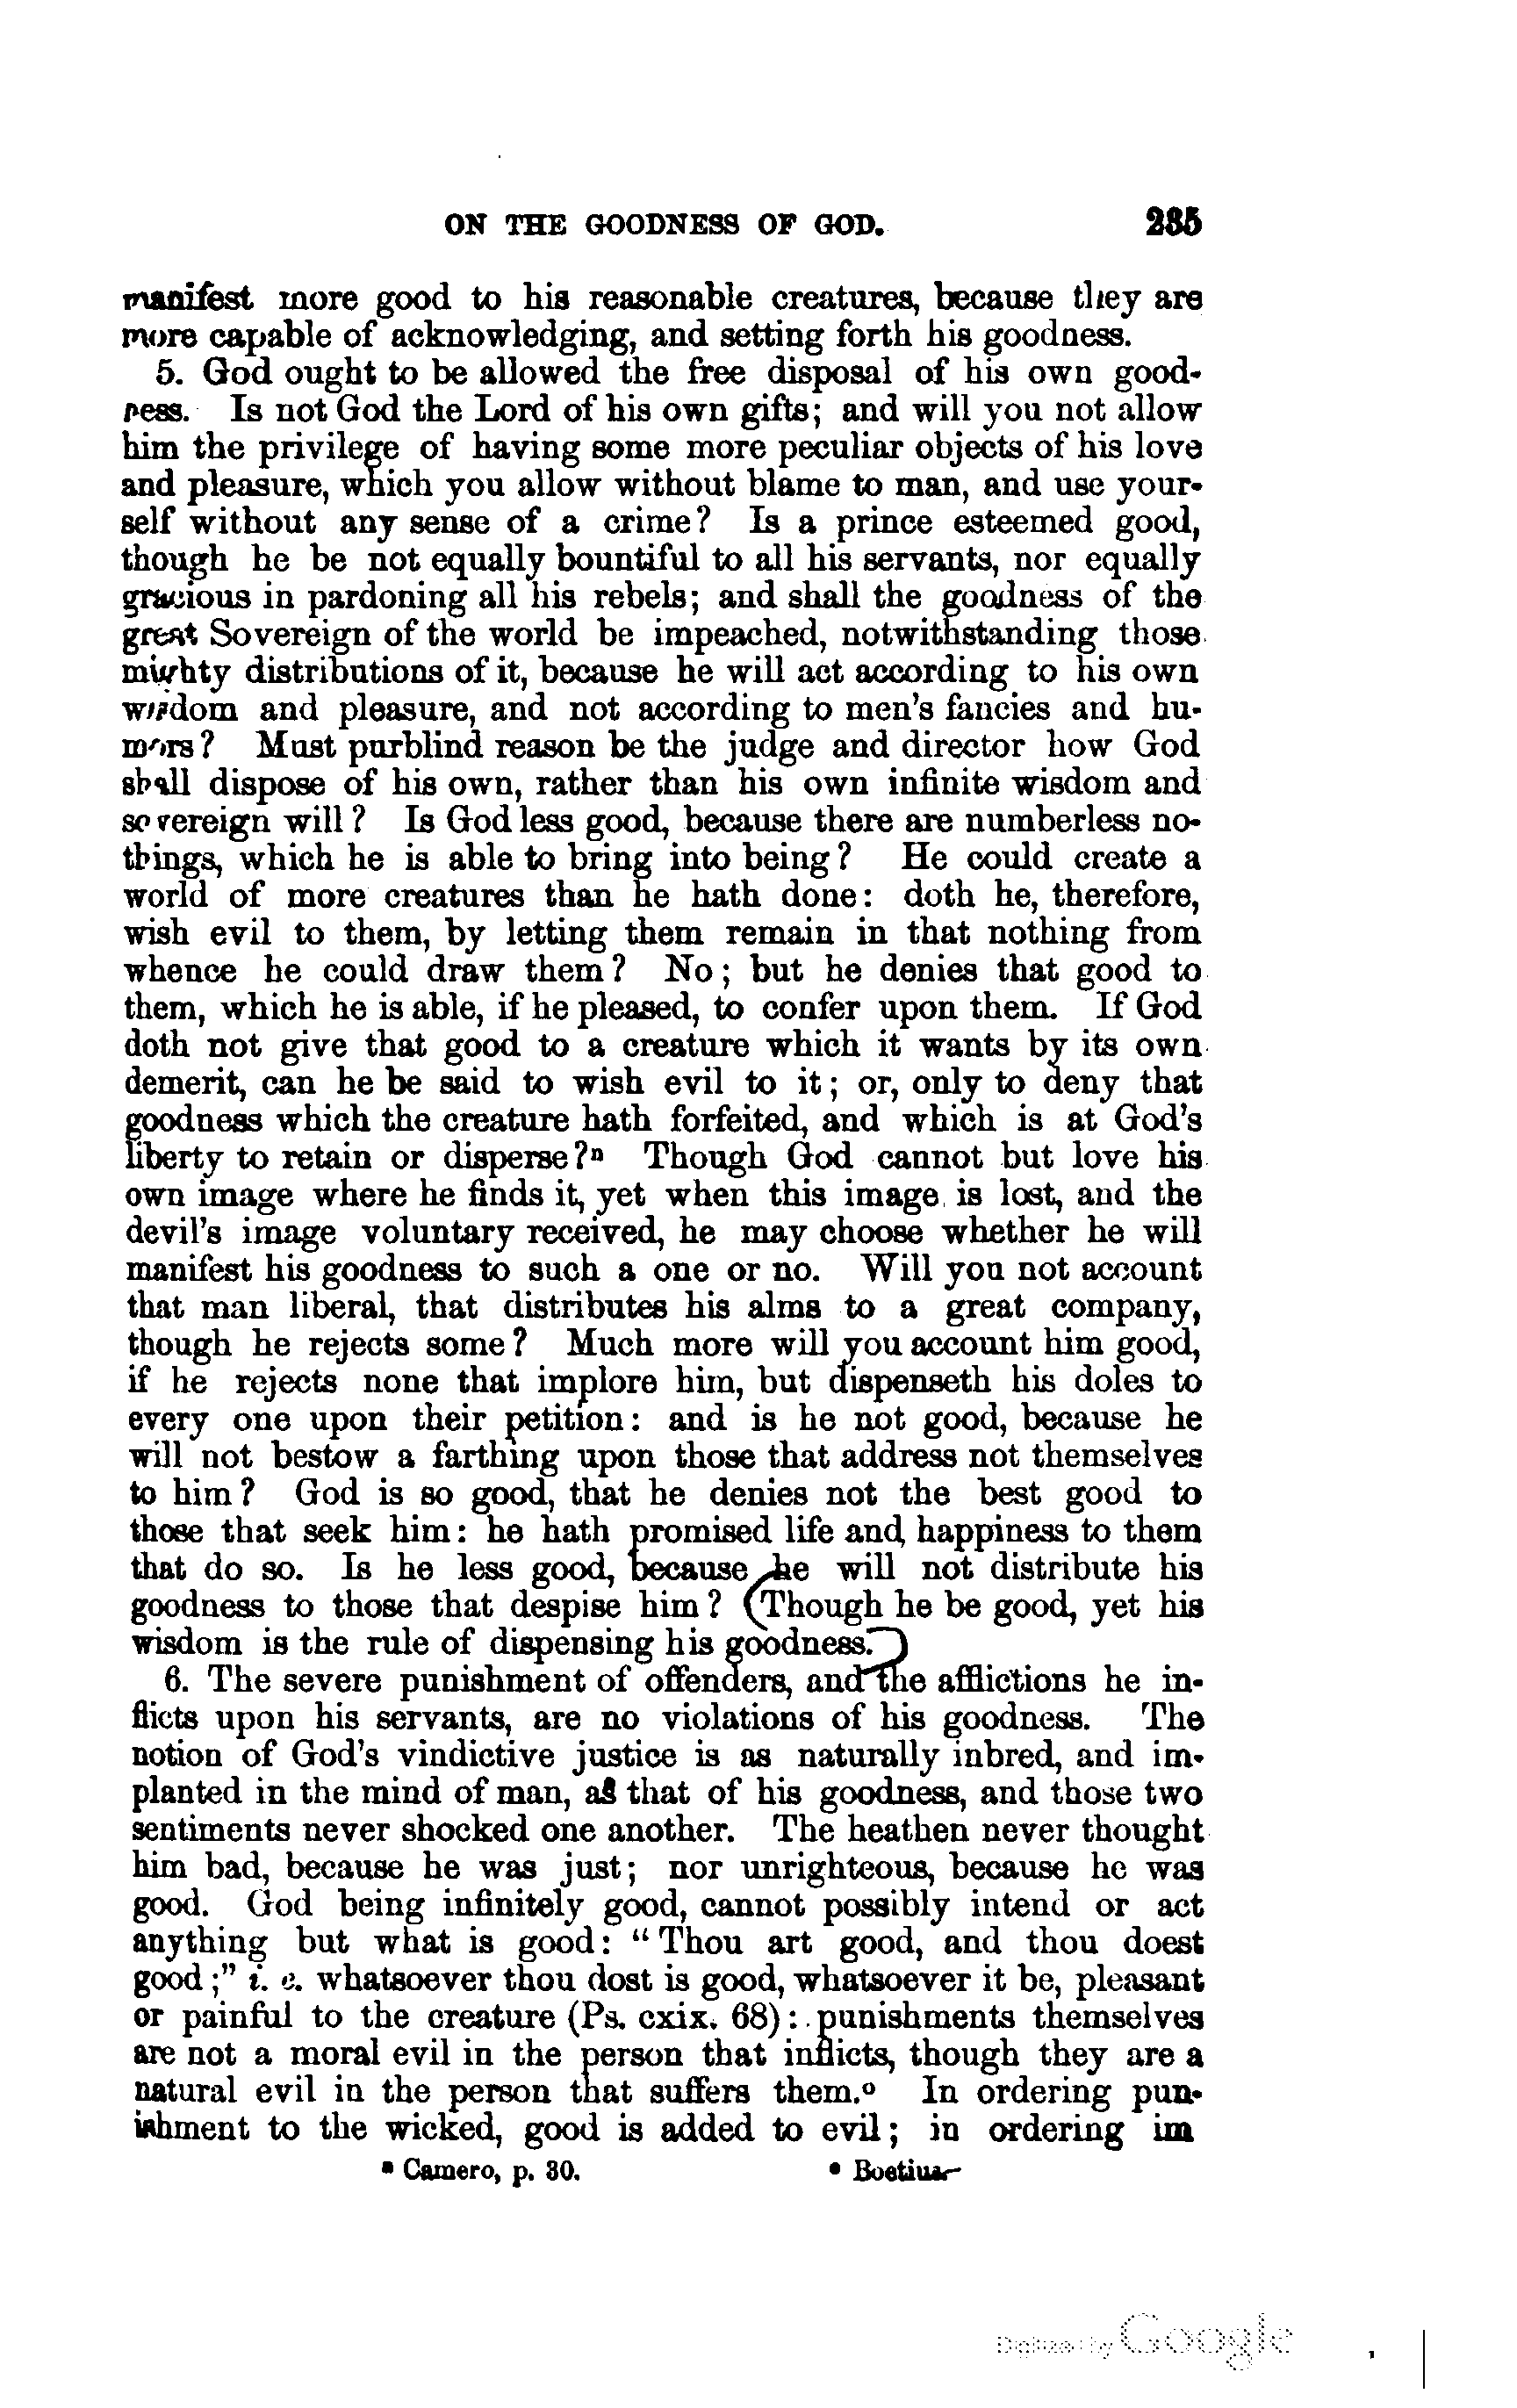 ON THE GOODNESS OF GOD. 235
manifest more good to his reasonable creatures, because they are
more capable of acknowledging, and setting forth his goodness.
5. God ought to be allowed the free disposal of his own good-
ness. Is not God the Lord of his own gifts; and will you not allow
him the privilege of having some more peculiar objects of his love
and pleasure, which you allow without blame to man, and use your-
self without any sense of a crime? Is a prince esteemed good,
though he be not equally bountiful to all his servants, nor equally
gracious in pardoning all his rebels; and shall the goodness of the
great Sovereign of the world be impeached, notwithstanding those
mighty distributions of it, because he will act according to his own
wisdom and pleasure, and not according to men's fancies and hu-
mors? Must purblind reason be the judge and director how God
shall dispose of his own, rather than his own infinite wisdom and
sovereign will? Is God less good, because there are numberless no-
things, which he is able to bring into being? He could create a
world of more creatures than he hath done: doth he, therefore,
wish evil to them, by letting them remain in that nothing from
whence he could draw them? No; but he denies that good to
them, which he is able, if he pleased, to confer upon them. If God
doth not give that good to a creature which it wants by its own
demerit, can he be said to wish evil to it; or, only to deny that
goodness which the creature hath forfeited, and which is at God's
liberty to retain or disperse?ⁿ Though God cannot but love his
own image where he finds it, yet when this image is lost, and the
devil's image voluntary received, he may choose whether he will
manifest his goodness to such a one or no. Will you not account
that man liberal, that distributes his alms to a great company,
though he rejects some? Much more will you account him good,
if he rejects none that implore him, but dispenseth his doles to
every one upon their petition: and is he not good, because he
will not bestow a farthing upon those that address not themselves
to him? God is so good, that he denies not the best good to
those that seek him: he hath promised life and happiness to them
that do so. Is he less good, because he will not distribute his
goodness to those that despise him? (Though he be good, yet his
wisdom is the rule of dispensing his goodness.)
6. The severe punishment of offenders, and the afflictions he in-
flicts upon his servants, are no violations of his goodness. The
notion of God's vindictive justice is as naturally inbred, and im-
planted in the mind of man, as that of his goodness, and those two
sentiments never shocked one another. The heathen never thought
him bad, because he was just; nor unrighteous, because he was
good. God being infinitely good, cannot possibly intend or act
anything but what is good: "Thou art good, and thou doest
good;" i. e. whatsoever thou dost is good, whatsoever it be, pleasant
or painful to the creature (Ps. cxix. 68): punishments themselves
are not a moral evil in the person that inflicts, though they are a
natural evil in the person that suffers them.º In ordering pun-
ishment to the wicked, good is added to evil; in ordering im
ⁿ Camero, p. 30. º Boetius
Digitized by Google